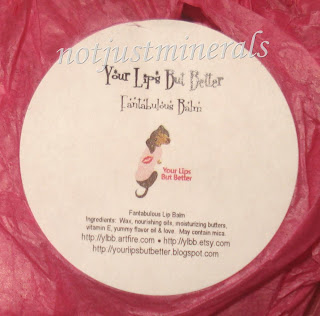 notjustminerals
Your Lips But Better
Fantabulous Balm
Your Lips
But Better
Fantabulous Lip Balm
Ingredients: Wax, nourishing oils, moisturizing butters,
vitamin E, yummy flavor oil & love. May contain mica.
http://ylbb.artfire.com • http://ylbb.etsy.com
http://yourlipsbutbetter.blogspot.com